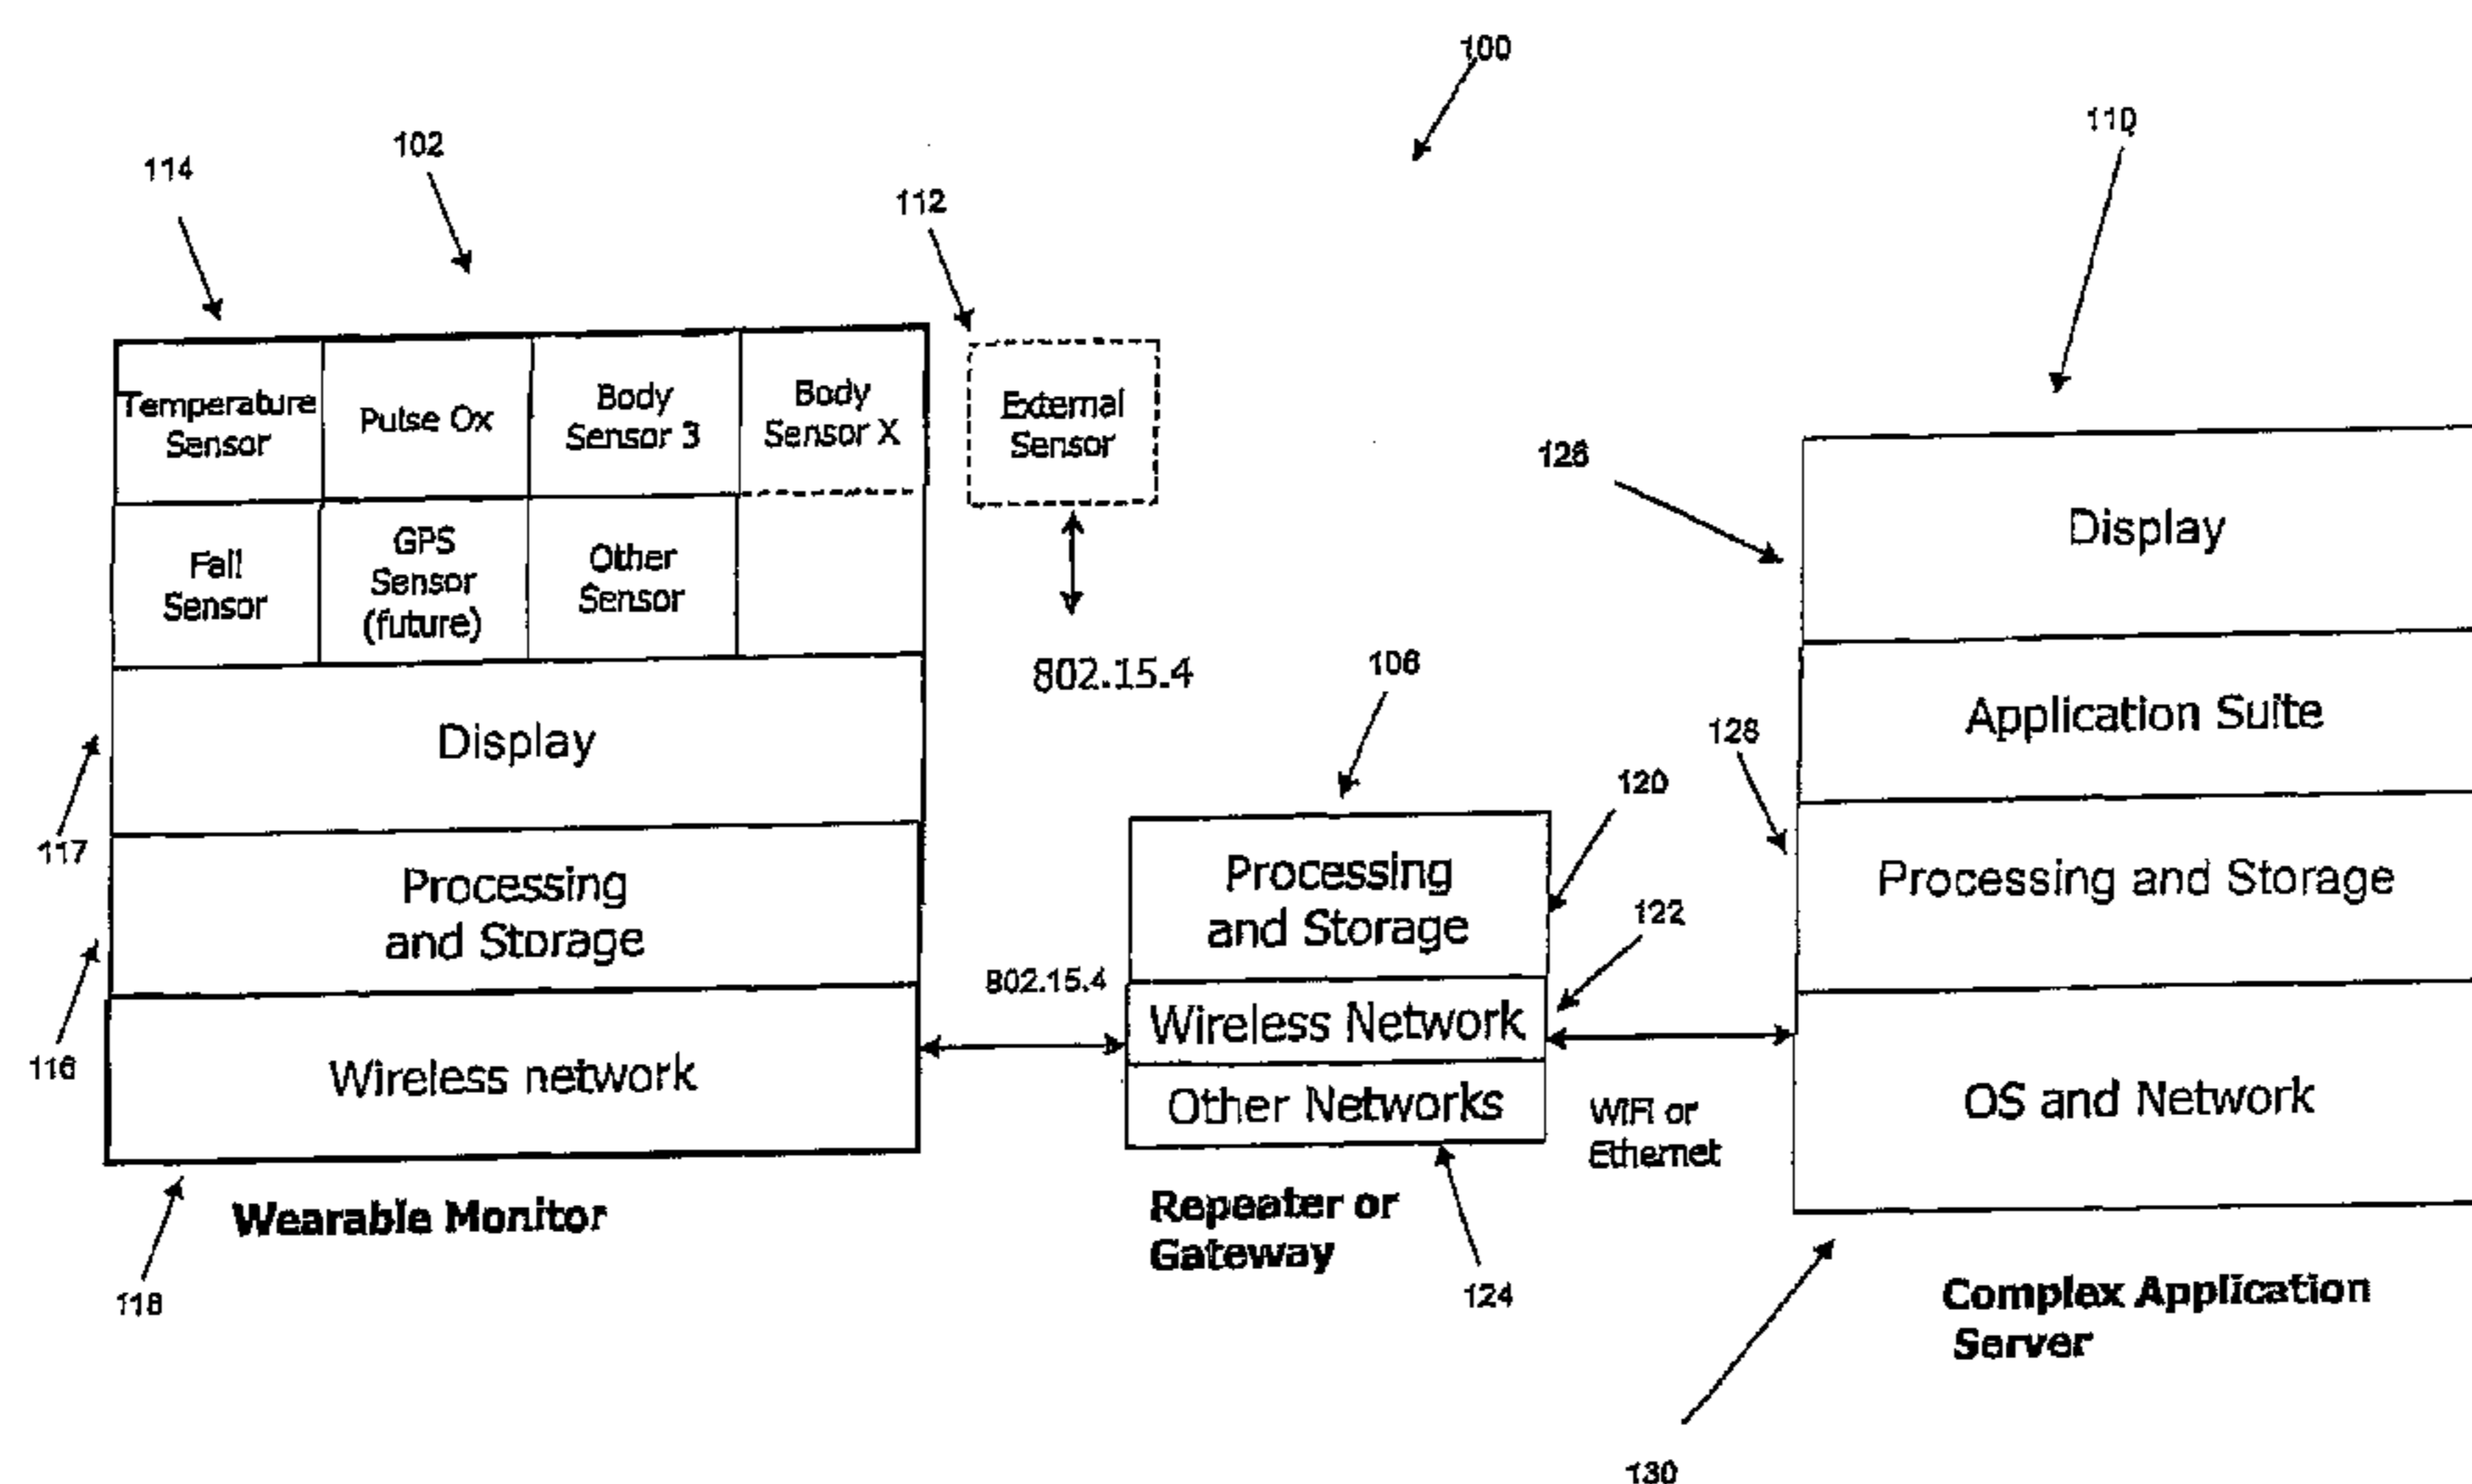 100
110
102
114
112
Temperature
Sensor
Pulse Ox
Body
Sensor 3
Body
Sensor X
External
Sensor
Fall
Sensor
GPS
Sensor
(future)
Other
Sensor
802.15.4
Display
117
Processing
and Storage
116
Wireless network
118
Wearable Monitor
802.15.4
106
Processing
and Storage
120
122
Wireless Network
Other Networks
124
Repeater or
Gateway
WiFi or
Ethernet
126
Display
Application Suite
128
Processing and Storage
OS and Network
130
Complex Application
Server